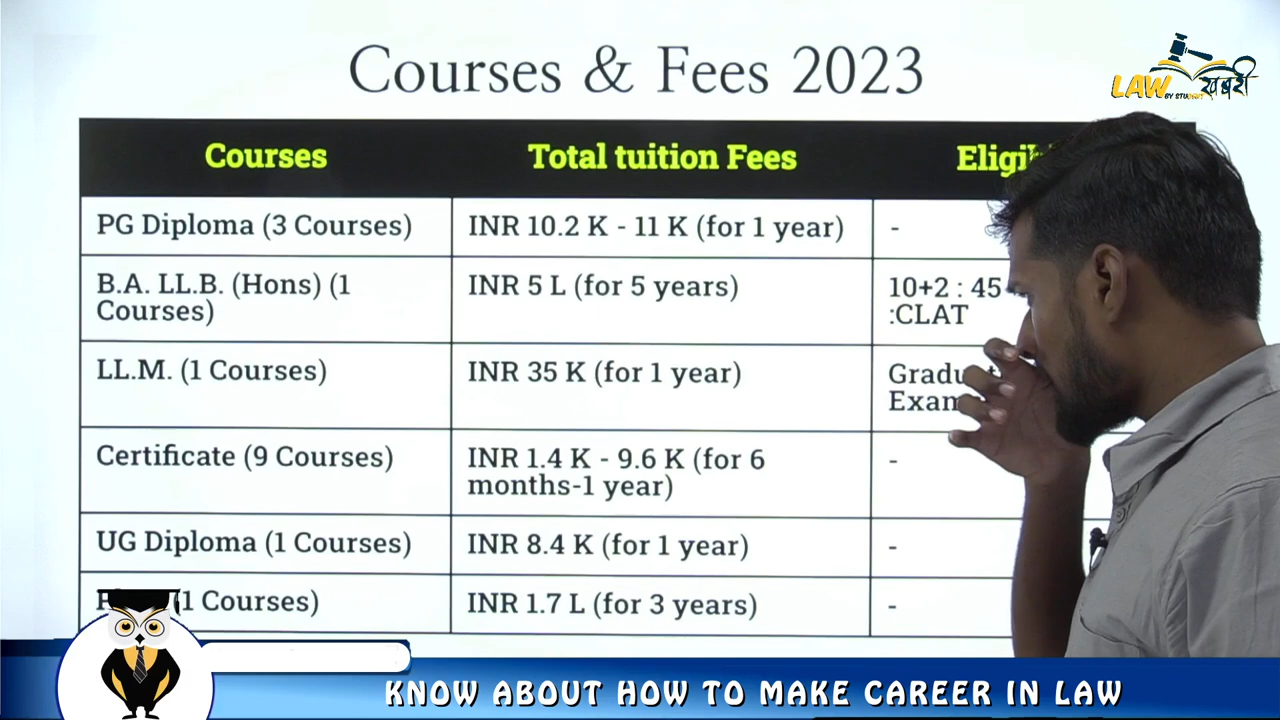 Courses & Fees 2023
LAW खबरी
BY STUDENT
Courses Total tuition Fees
PG Diploma (3 Courses) INR 10.2 K - 11 K (for 1 year) -
B.A. LL.B. (Hons) (1 INR 5 L (for 5 years) 10+2 : 45
Courses) :CLAT
LL.M. (1 Courses) INR 35 K (for 1 year)
Exam
Certificate (9 Courses) INR 1.4 K - 9.6 K (for 6 -
months-1 year)
UG Diploma (1 Courses) INR 8.4 K (for 1 year) -
(1 Courses) INR 1.7 L (for 3 years) -
KNOW ABOUT HOW TO MAKE CAREER IN LAW